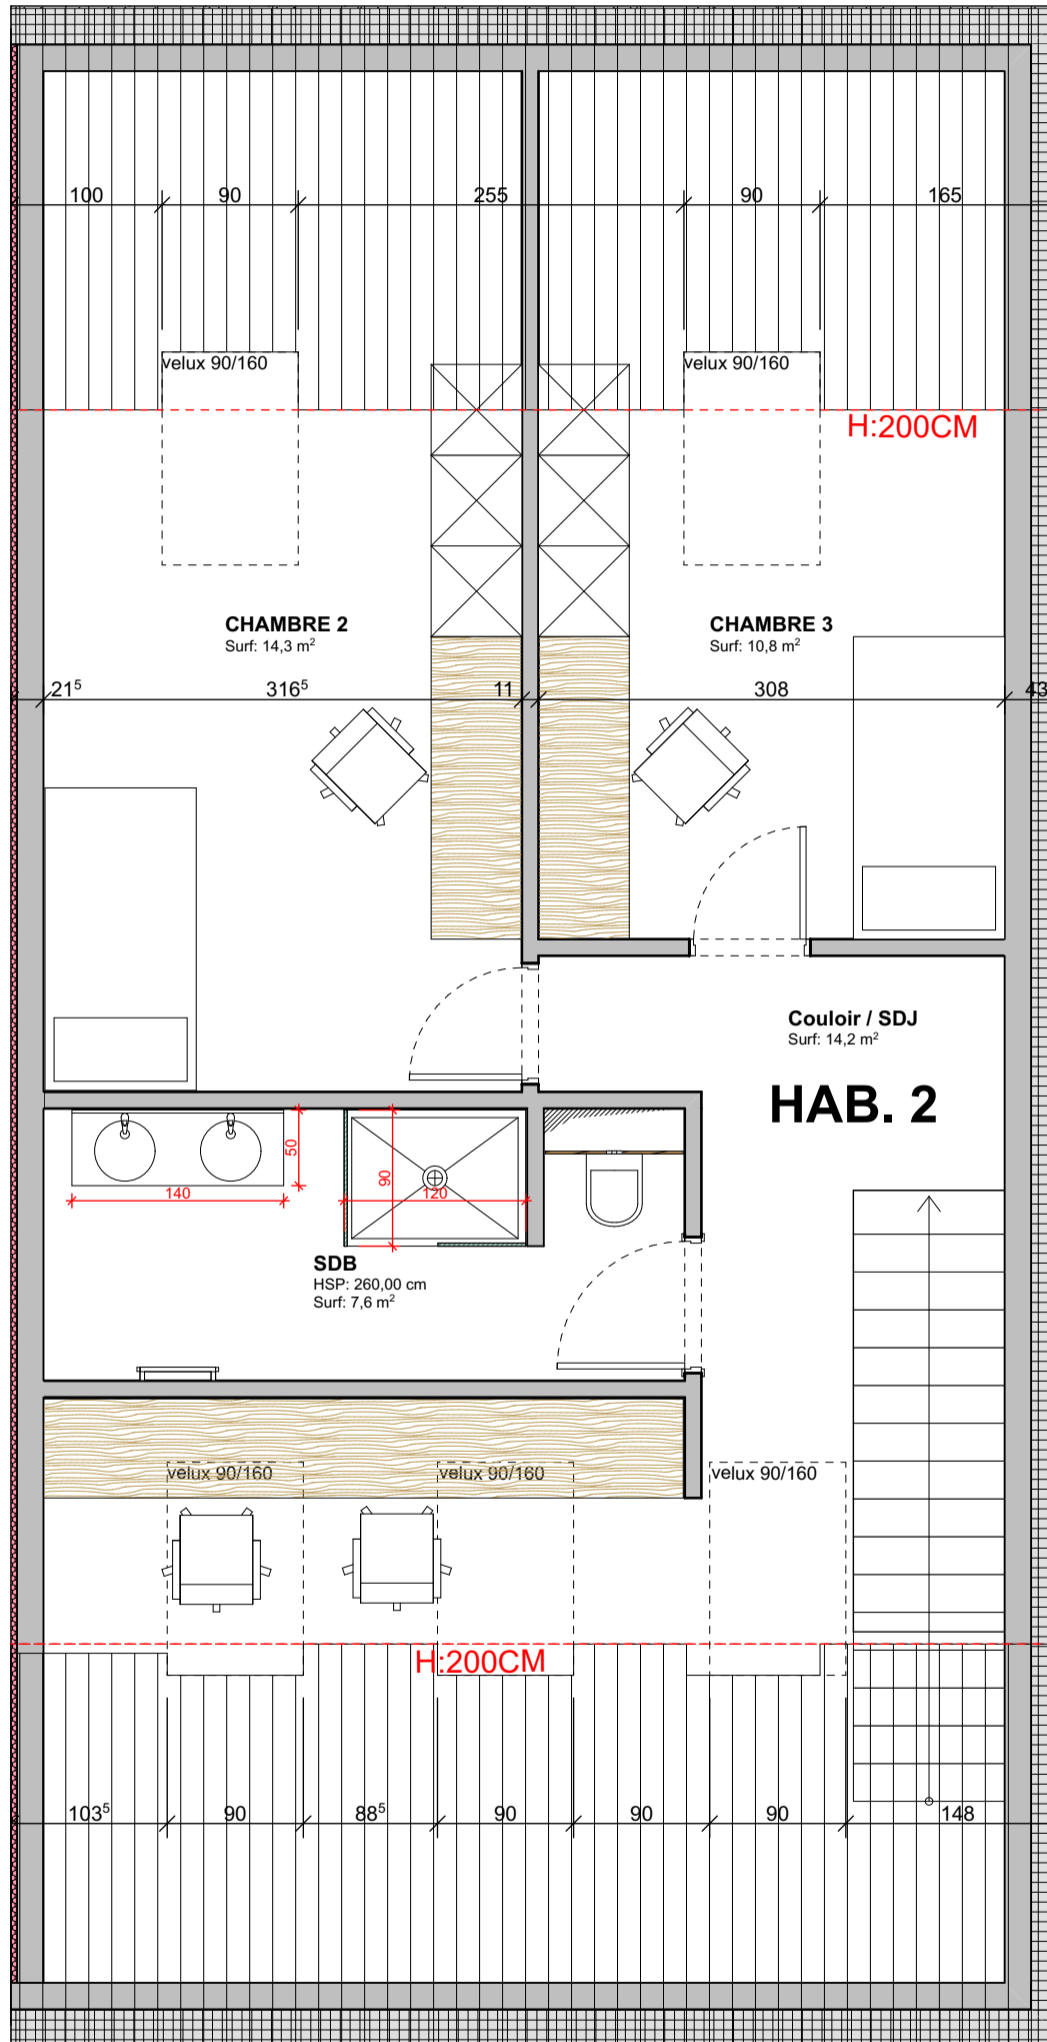 100 90 255 90 165
velux 90/160 velux 90/160
H:200CM
CHAMBRE 2
Surf: 14,3 m²
CHAMBRE 3
Surf: 10,8 m²
21⁵ 316⁵ 11 308 43
Couloir / SDJ
Surf: 14,2 m²
HAB. 2
50
140
90
120
SDB
HSP: 260,00 cm
Surf: 7,6 m²
velux 90/160 velux 90/160 velux 90/160
H:200CM
103⁵ 90 88⁵ 90 90 90 148